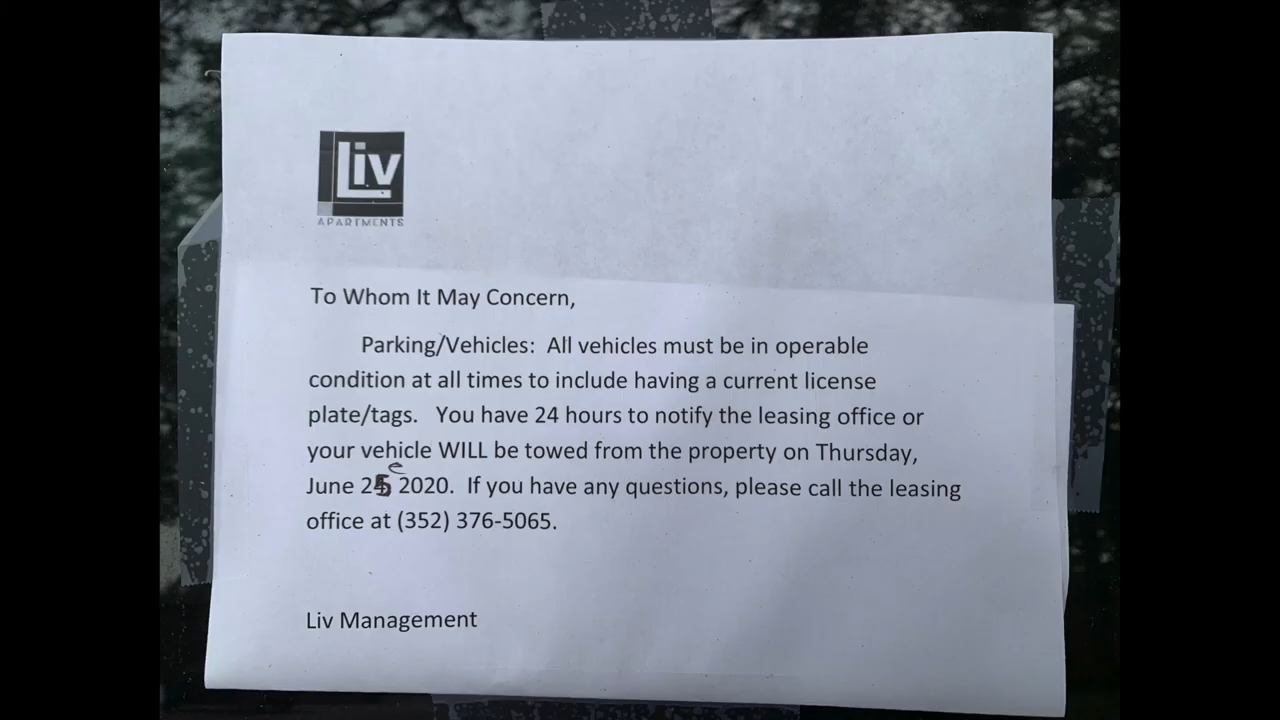 Liv
APARTMENTS
To Whom It May Concern,
Parking/Vehicles: All vehicles must be in operable
condition at all times to include having a current license
plate/tags. You have 24 hours to notify the leasing office or
your vehicle WILL be towed from the property on Thursday,
June 25 2020. If you have any questions, please call the leasing
office at (352) 376-5065.
Liv Management